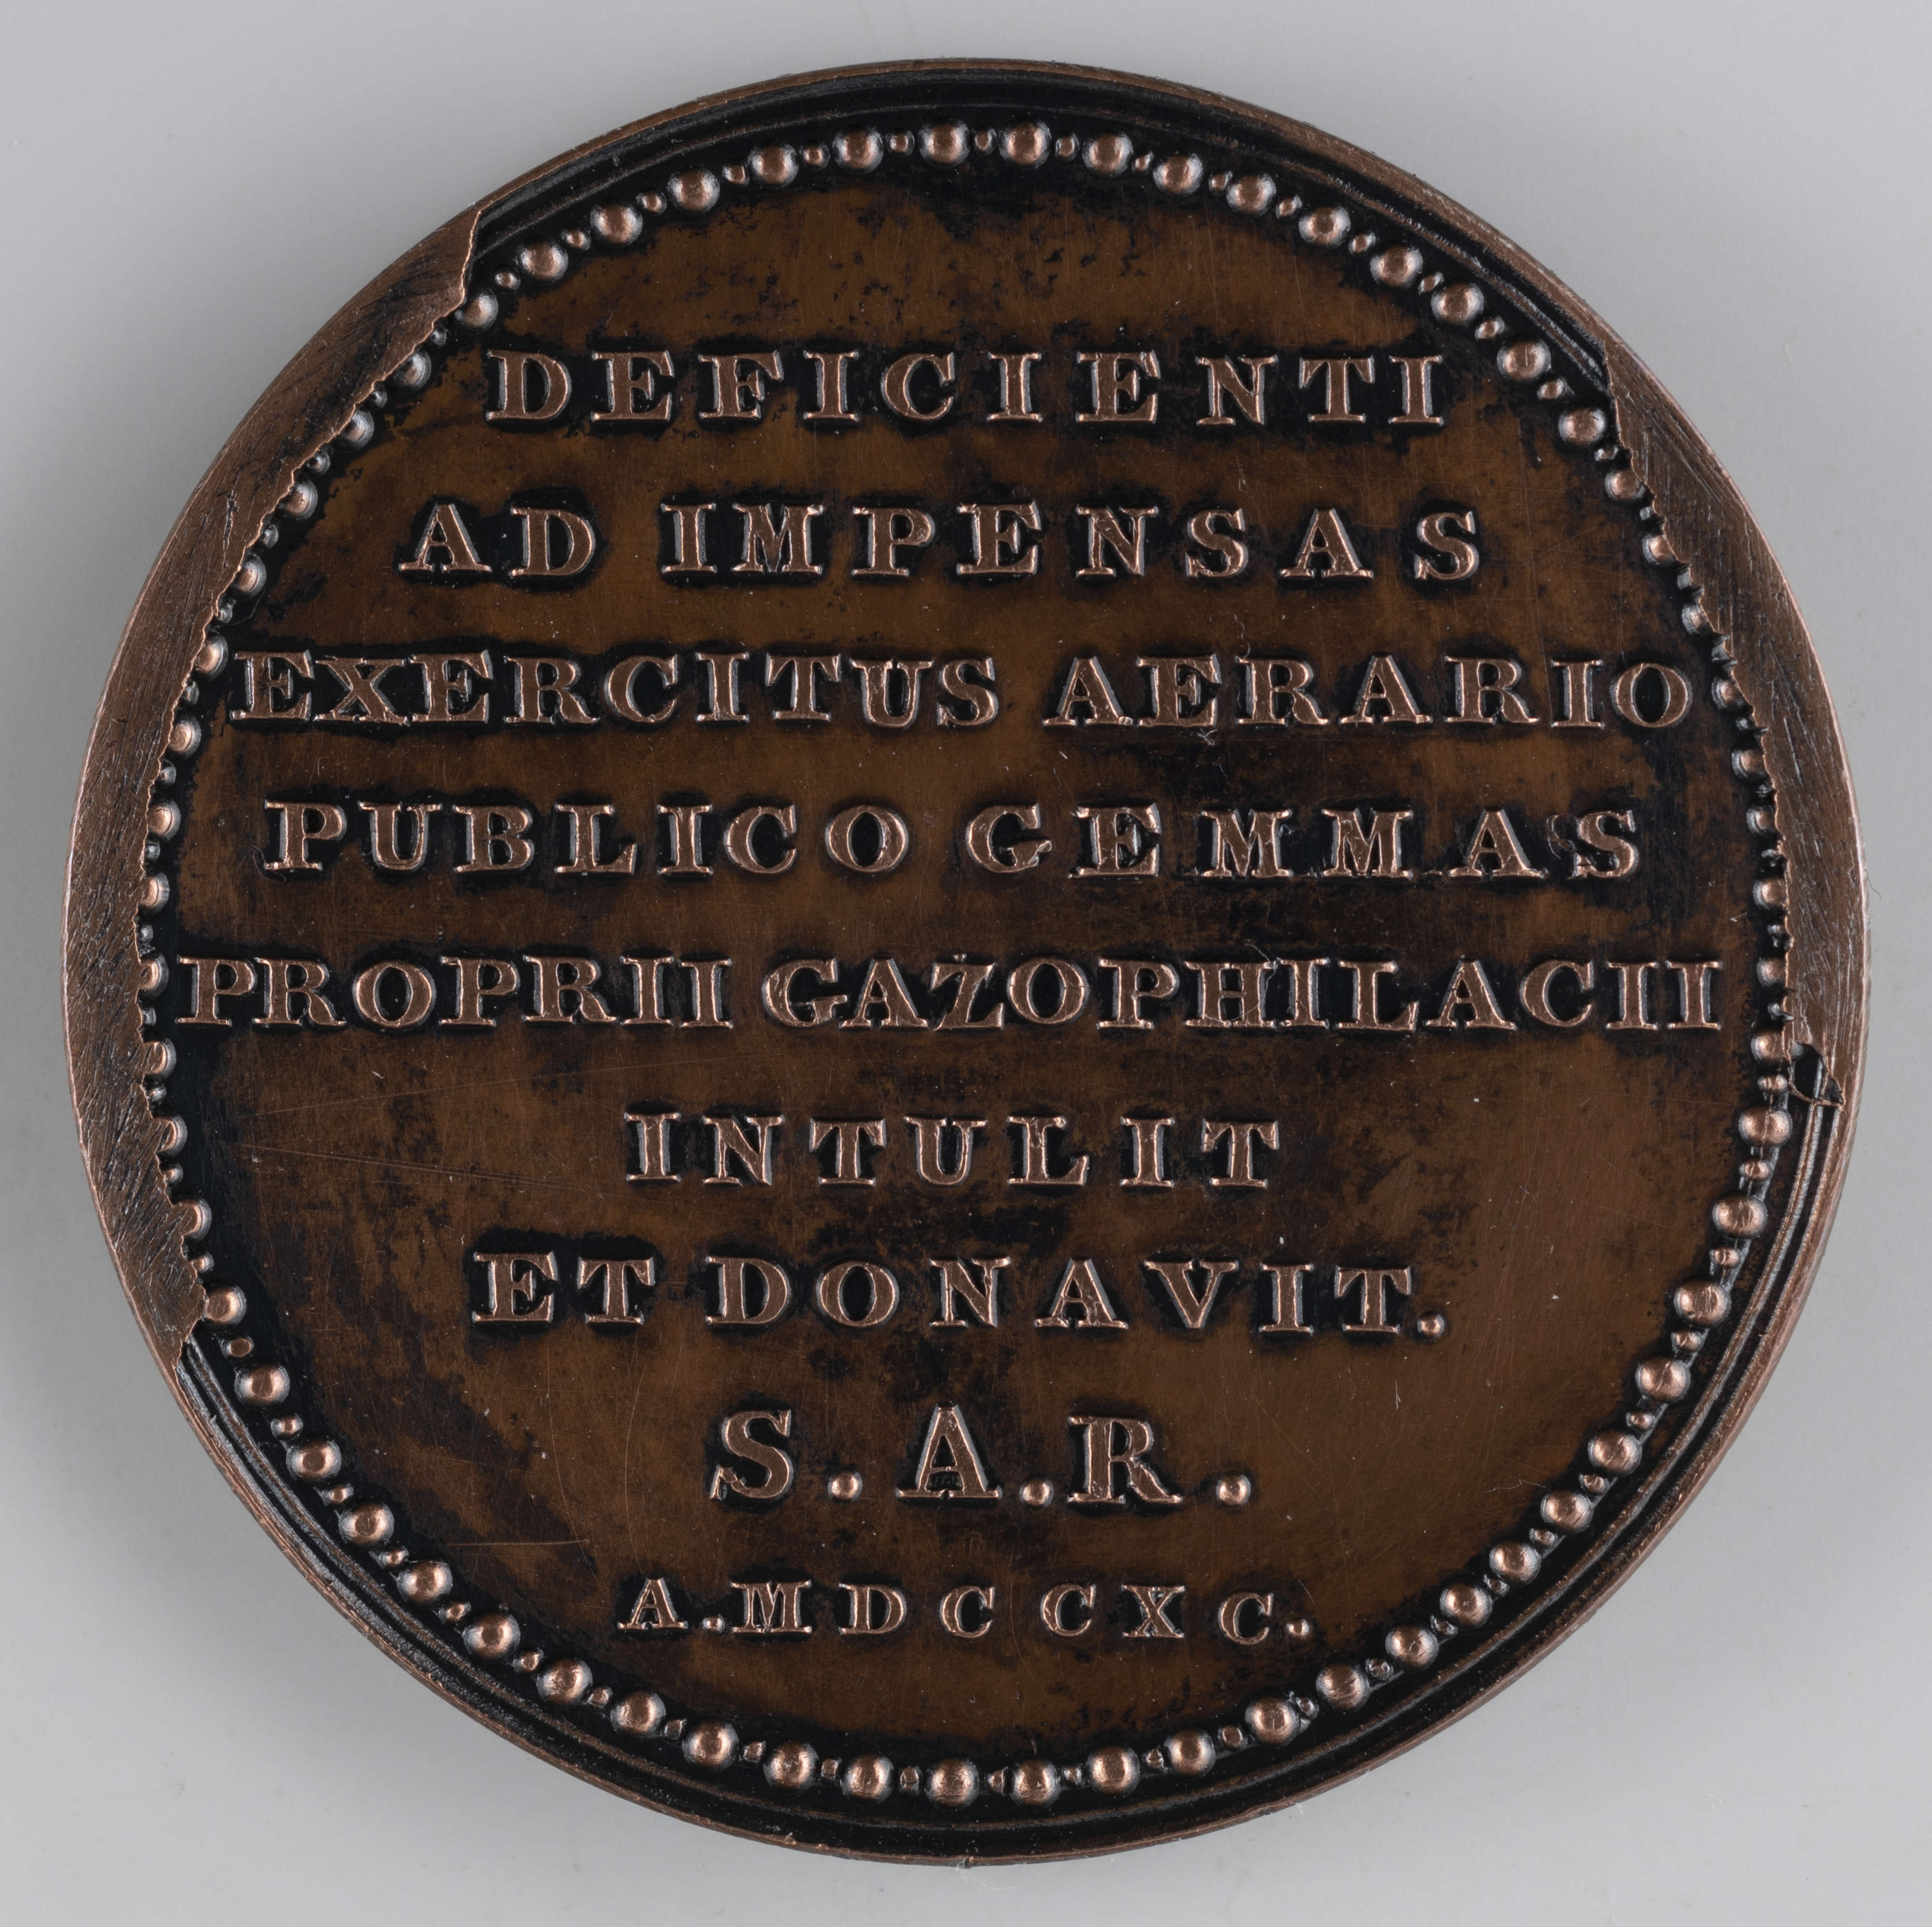 DEFICIENTI
AD IMPENSAS
EXERCITUS AERARIO
PUBLICO GEMMAS
PROPRII GAZOPHILACII
INTULIT
ET DONAVIT.
S.A.R.
A.MDCCXC.